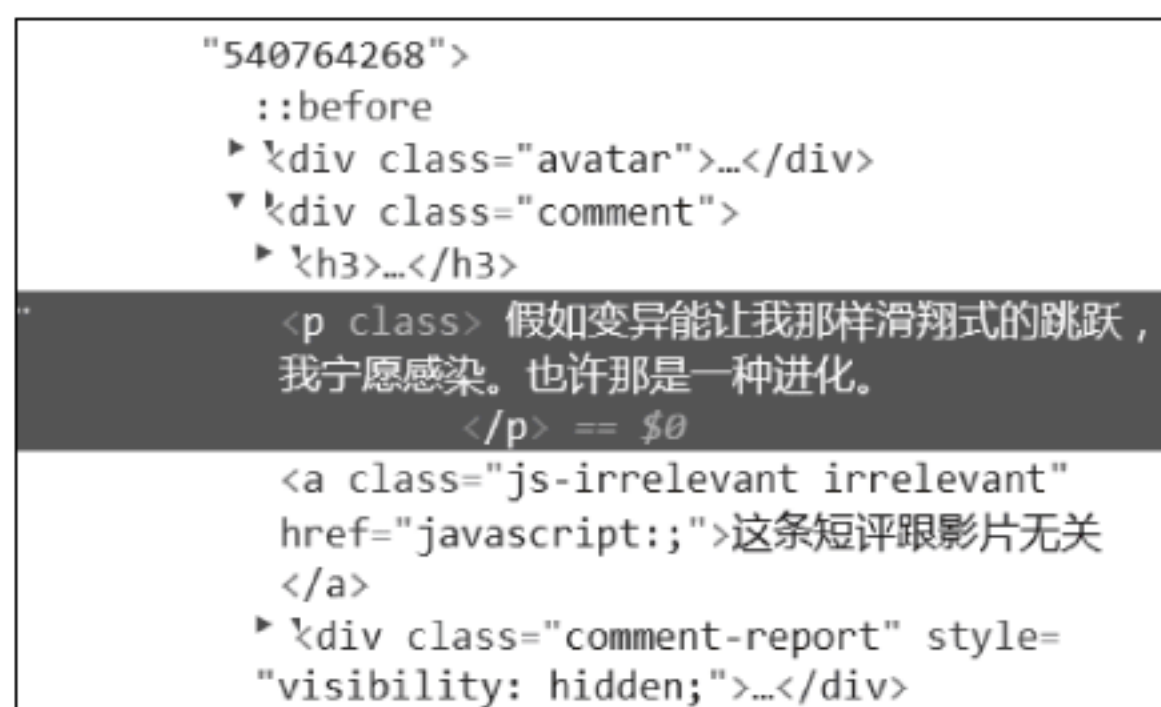 "540764268">
::before
<div class="avatar">…</div>
<div class="comment">
<h3>…</h3>
<p class> 假如变异能让我那样滑翔式的跳跃，
我宁愿感染。也许那是一种进化。
</p> == $0
<a class="js-irrelevant irrelevant"
href="javascript:;">这条短评跟影片无关
</a>
<div class="comment-report" style=
"visibility: hidden;">…</div>